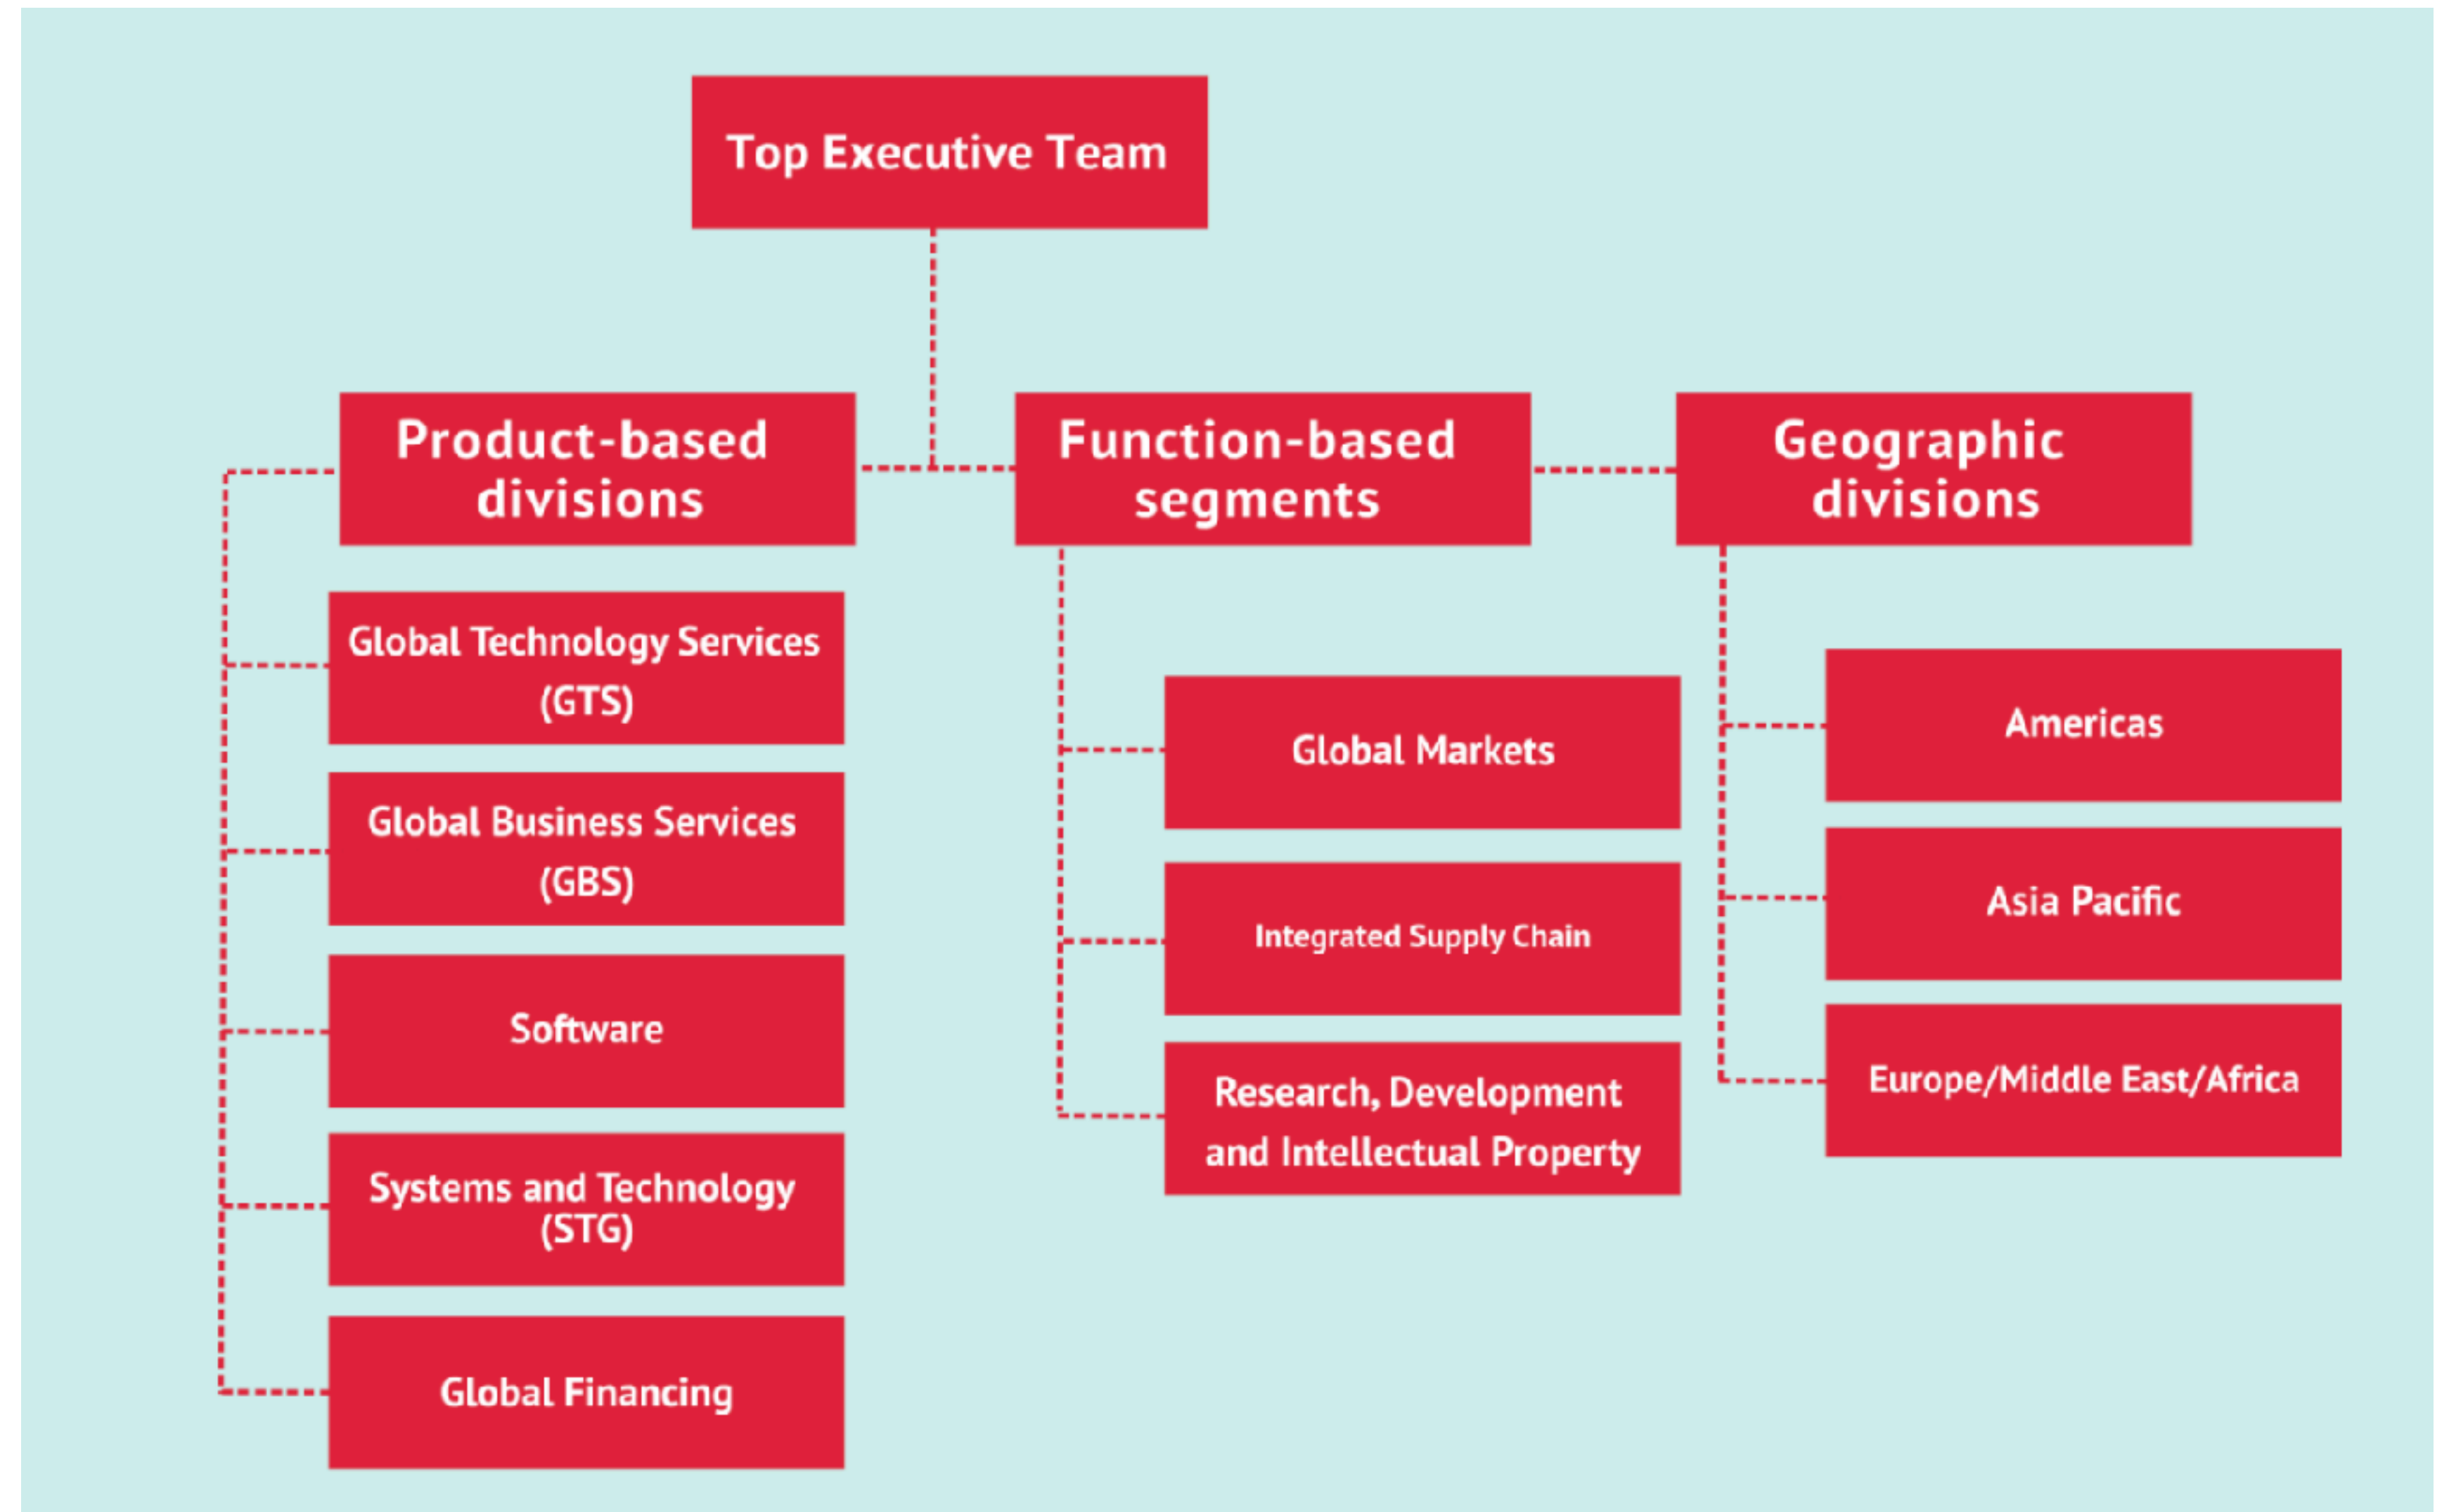 Top Executive Team
Product-based
divisions
Function-based
segments
Geographic
divisions
Global Technology Services
(GTS)
Global Business Services
(GBS)
Software
Systems and Technology
(STG)
Global Financing
Global Markets
Integrated Supply Chain
Research, Development
and Intellectual Property
Americas
Asia Pacific
Europe/Middle East/Africa